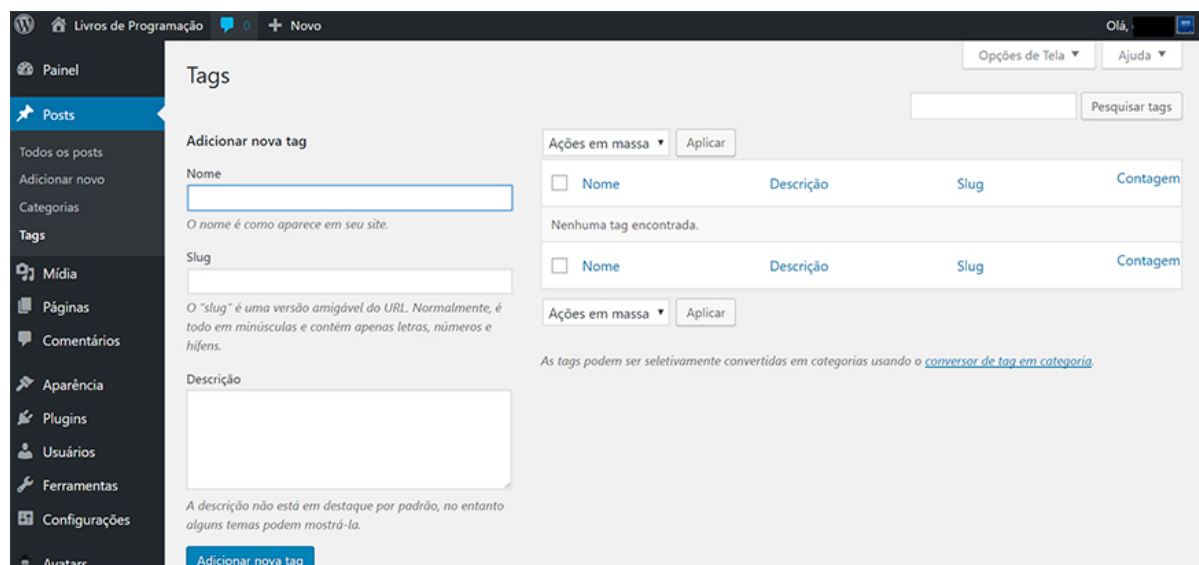 Livros de Programação 0 + Novo Olá,
Opções de Tela ▼ Ajuda ▼
Painel
Posts
Todos os posts
Adicionar novo
Categorias
Tags
Mídia
Páginas
Comentários
Aparência
Plugins
Usuários
Ferramentas
Configurações
Avatars
Tags
Pesquisar tags
Adicionar nova tag
Nome
O nome é como aparece em seu site.
Slug
O "slug" é uma versão amigável do URL. Normalmente, é
todo em minúsculas e contém apenas letras, números e
hífens.
Descrição
A descrição não está em destaque por padrão, no entanto
alguns temas podem mostrá-la.
Adicionar nova tag
Ações em massa ▼ Aplicar
Nome Descrição Slug Contagem
Nenhuma tag encontrada.
Nome Descrição Slug Contagem
Ações em massa ▼ Aplicar
As tags podem ser seletivamente convertidas em categorias usando o conversor de tag em categoria.